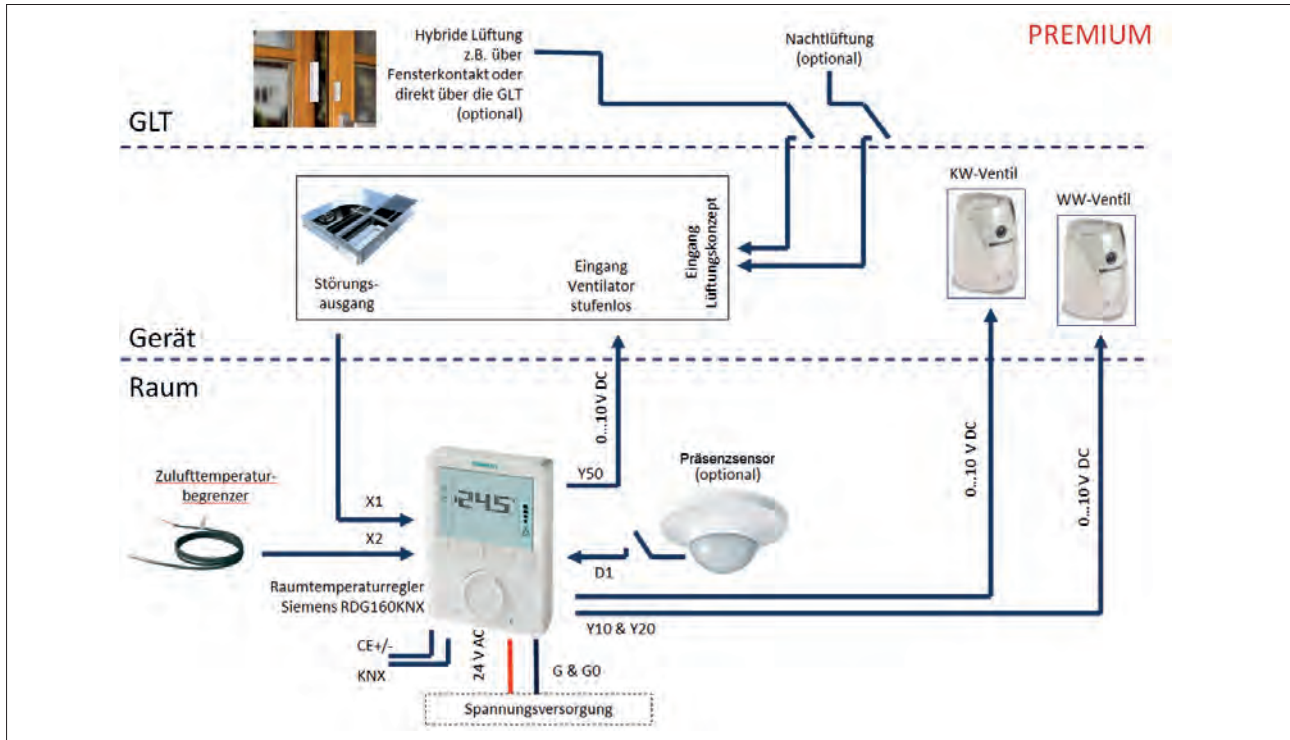 PREMIUM
Hybride Lüftung
z.B. über
Fensterkontakt oder
direkt über die GLT
(optional)
Nachtlüftung
(optional)
GLT
KW-Ventil
WW-Ventil
Störungs-
ausgang
Eingang
Ventilator
stufenlos
Eingang
Lüftungskonzept
Gerät
Raum
0...10 V DC
0...10 V DC
0...10 V DC
Zulufttemperatur-
begrenzer
X1
X2
Y50
Präsenzsensor
(optional)
D1
Raumtemperaturregler
Siemens RDG160KNX
Y10 & Y20
CE+/-
KNX
24 V AC
G & G0
Spannungsversorgung